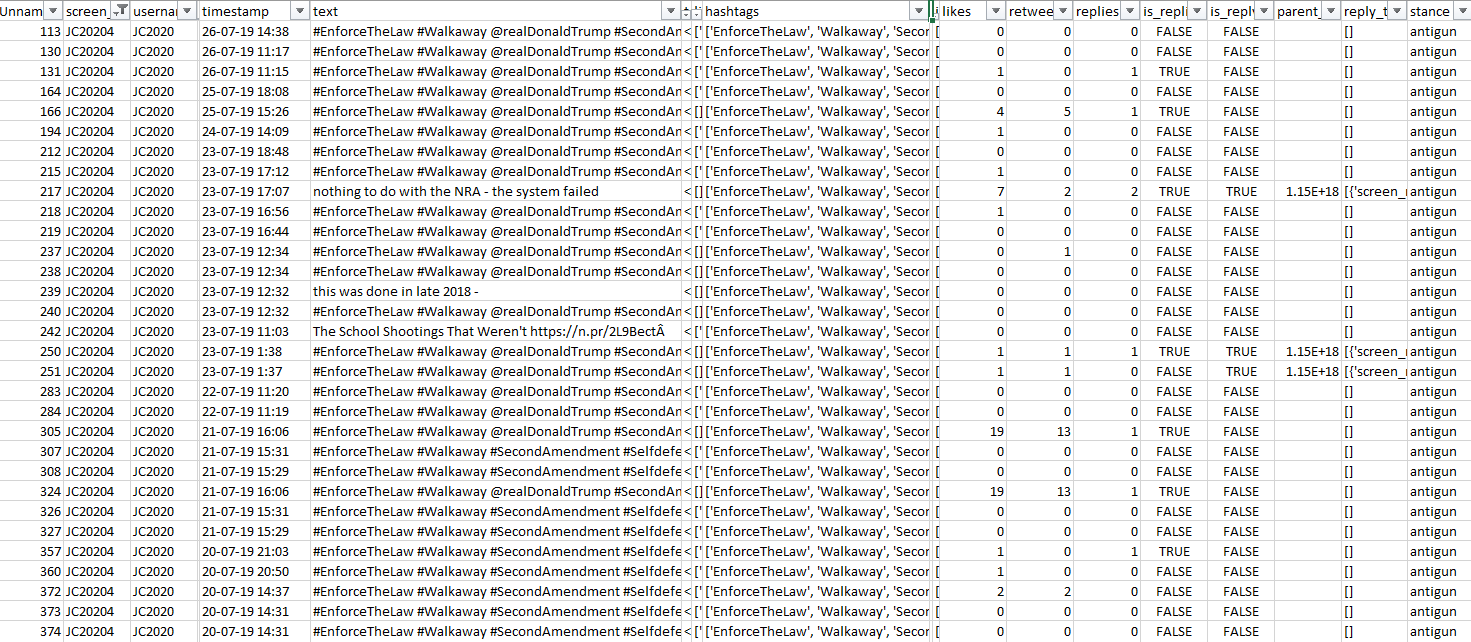 Unnam screen_ usernai timestamp text hashtags likes retwee replies is_repli is_reply parent_ reply_t stance
113 JC20204 JC2020 26-07-19 14:38 #EnforceTheLaw #Walkaway @realDonaldTrump #SecondAn < [' ['EnforceTheLaw', 'Walkaway', 'Secor [ 0 0 0 FALSE FALSE [] antigun
130 JC20204 JC2020 26-07-19 11:17 #EnforceTheLaw #Walkaway @realDonaldTrump #SecondAn < [' ['EnforceTheLaw', 'Walkaway', 'Secor [ 0 0 0 FALSE FALSE [] antigun
131 JC20204 JC2020 26-07-19 11:15 #EnforceTheLaw #Walkaway @realDonaldTrump #SecondAn < [' ['EnforceTheLaw', 'Walkaway', 'Secor [ 1 0 1 TRUE FALSE [] antigun
164 JC20204 JC2020 25-07-19 18:08 #EnforceTheLaw #Walkaway @realDonaldTrump #SecondAn < [' ['EnforceTheLaw', 'Walkaway', 'Secor [ 0 0 0 FALSE FALSE [] antigun
166 JC20204 JC2020 25-07-19 15:26 #EnforceTheLaw #Walkaway @realDonaldTrump #SecondAn < [' ['EnforceTheLaw', 'Walkaway', 'Secor [ 4 5 1 TRUE FALSE [] antigun
194 JC20204 JC2020 24-07-19 14:09 #EnforceTheLaw #Walkaway @realDonaldTrump #SecondAn < [' ['EnforceTheLaw', 'Walkaway', 'Secor [ 1 0 0 FALSE FALSE [] antigun
212 JC20204 JC2020 23-07-19 18:48 #EnforceTheLaw #Walkaway @realDonaldTrump #SecondAn < [' ['EnforceTheLaw', 'Walkaway', 'Secor [ 0 0 0 FALSE FALSE [] antigun
215 JC20204 JC2020 23-07-19 17:12 #EnforceTheLaw #Walkaway @realDonaldTrump #SecondAn < [' ['EnforceTheLaw', 'Walkaway', 'Secor [ 1 0 0 FALSE FALSE [] antigun
217 JC20204 JC2020 23-07-19 17:07 nothing to do with the NRA - the system failed < [] ['EnforceTheLaw', 'Walkaway', 'Secor [ 7 2 2 TRUE TRUE 1.15E+18 [{'screen_ antigun
218 JC20204 JC2020 23-07-19 16:56 #EnforceTheLaw #Walkaway @realDonaldTrump #SecondAn < [' ['EnforceTheLaw', 'Walkaway', 'Secor [ 1 0 0 FALSE FALSE [] antigun
219 JC20204 JC2020 23-07-19 16:44 #EnforceTheLaw #Walkaway @realDonaldTrump #SecondAn < [' ['EnforceTheLaw', 'Walkaway', 'Secor [ 0 0 0 FALSE FALSE [] antigun
237 JC20204 JC2020 23-07-19 12:34 #EnforceTheLaw #Walkaway @realDonaldTrump #SecondAn < [' ['EnforceTheLaw', 'Walkaway', 'Secor [ 0 1 0 FALSE FALSE [] antigun
238 JC20204 JC2020 23-07-19 12:34 #EnforceTheLaw #Walkaway @realDonaldTrump #SecondAn < [' ['EnforceTheLaw', 'Walkaway', 'Secor [ 0 0 0 FALSE FALSE [] antigun
239 JC20204 JC2020 23-07-19 12:32 this was done in late 2018 - < [] ['EnforceTheLaw', 'Walkaway', 'Secor [ 0 0 0 FALSE FALSE [] antigun
240 JC20204 JC2020 23-07-19 12:32 #EnforceTheLaw #Walkaway @realDonaldTrump #SecondAn < [' ['EnforceTheLaw', 'Walkaway', 'Secor [ 0 0 0 FALSE FALSE [] antigun
242 JC20204 JC2020 23-07-19 11:03 The School Shootings That Weren't https://n.pr/2L9BectÂ < [' ['EnforceTheLaw', 'Walkaway', 'Secor [ 0 0 0 FALSE FALSE [] antigun
250 JC20204 JC2020 23-07-19 1:38 #EnforceTheLaw #Walkaway @realDonaldTrump #SecondAn < [' ['EnforceTheLaw', 'Walkaway', 'Secor [ 1 1 1 TRUE TRUE 1.15E+18 [{'screen_ antigun
251 JC20204 JC2020 23-07-19 1:37 #EnforceTheLaw #Walkaway @realDonaldTrump #SecondAn < [' ['EnforceTheLaw', 'Walkaway', 'Secor [ 1 1 0 FALSE TRUE 1.15E+18 [{'screen_ antigun
283 JC20204 JC2020 22-07-19 11:20 #EnforceTheLaw #Walkaway @realDonaldTrump #SecondAn < [' ['EnforceTheLaw', 'Walkaway', 'Secor [ 0 0 0 FALSE FALSE [] antigun
284 JC20204 JC2020 22-07-19 11:19 #EnforceTheLaw #Walkaway @realDonaldTrump #SecondAn < [' ['EnforceTheLaw', 'Walkaway', 'Secor [ 0 0 0 FALSE FALSE [] antigun
305 JC20204 JC2020 21-07-19 16:06 #EnforceTheLaw #Walkaway @realDonaldTrump #SecondAn < [' ['EnforceTheLaw', 'Walkaway', 'Secor [ 19 13 1 TRUE FALSE [] antigun
307 JC20204 JC2020 21-07-19 15:31 #EnforceTheLaw #Walkaway #SecondAmendment #Selfdefe < [' ['EnforceTheLaw', 'Walkaway', 'Secor [ 0 0 0 FALSE FALSE [] antigun
308 JC20204 JC2020 21-07-19 15:29 #EnforceTheLaw #Walkaway #SecondAmendment #Selfdefe < [' ['EnforceTheLaw', 'Walkaway', 'Secor [ 0 0 0 FALSE FALSE [] antigun
324 JC20204 JC2020 21-07-19 16:06 #EnforceTheLaw #Walkaway @realDonaldTrump #SecondAn < [' ['EnforceTheLaw', 'Walkaway', 'Secor [ 19 13 1 TRUE FALSE [] antigun
326 JC20204 JC2020 21-07-19 15:31 #EnforceTheLaw #Walkaway #SecondAmendment #Selfdefe < [' ['EnforceTheLaw', 'Walkaway', 'Secor [ 0 0 0 FALSE FALSE [] antigun
327 JC20204 JC2020 21-07-19 15:29 #EnforceTheLaw #Walkaway #SecondAmendment #Selfdefe < [' ['EnforceTheLaw', 'Walkaway', 'Secor [ 0 0 0 FALSE FALSE [] antigun
357 JC20204 JC2020 20-07-19 21:03 #EnforceTheLaw #Walkaway #SecondAmendment #Selfdefe < [' ['EnforceTheLaw', 'Walkaway', 'Secor [ 1 0 1 TRUE FALSE [] antigun
360 JC20204 JC2020 20-07-19 20:50 #EnforceTheLaw #Walkaway #SecondAmendment #Selfdefe < [' ['EnforceTheLaw', 'Walkaway', 'Secor [ 1 0 0 FALSE FALSE [] antigun
372 JC20204 JC2020 20-07-19 14:37 #EnforceTheLaw #Walkaway #SecondAmendment #Selfdefe < [' ['EnforceTheLaw', 'Walkaway', 'Secor [ 2 2 0 FALSE FALSE [] antigun
373 JC20204 JC2020 20-07-19 14:31 #EnforceTheLaw #Walkaway #SecondAmendment #Selfdefe < [' ['EnforceTheLaw', 'Walkaway', 'Secor [ 0 0 0 FALSE FALSE [] antigun
374 JC20204 JC2020 20-07-19 14:31 #EnforceTheLaw #Walkaway #SecondAmendment #Selfdefe < [' ['EnforceTheLaw', 'Walkaway', 'Secor [ 0 0 0 FALSE FALSE [] antigun